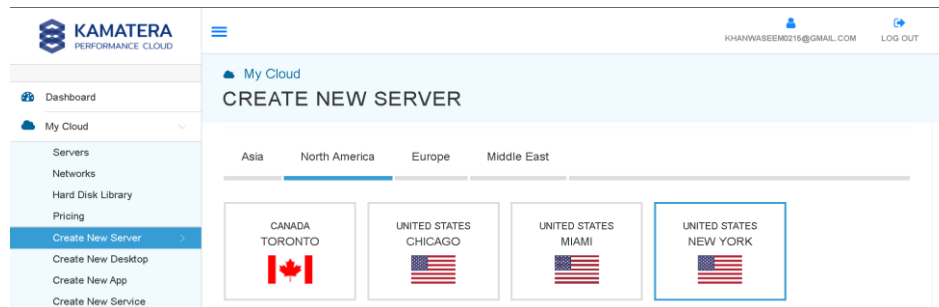 KAMATERA
PERFORMANCE CLOUD
KHANWASEEM0215@GMAIL.COM
LOG OUT
My Cloud
CREATE NEW SERVER
Dashboard
My Cloud
Servers
Networks
Hard Disk Library
Pricing
Create New Server
Create New Desktop
Create New App
Create New Service
Asia North America Europe Middle East
CANADA
TORONTO
UNITED STATES
CHICAGO
UNITED STATES
MIAMI
UNITED STATES
NEW YORK